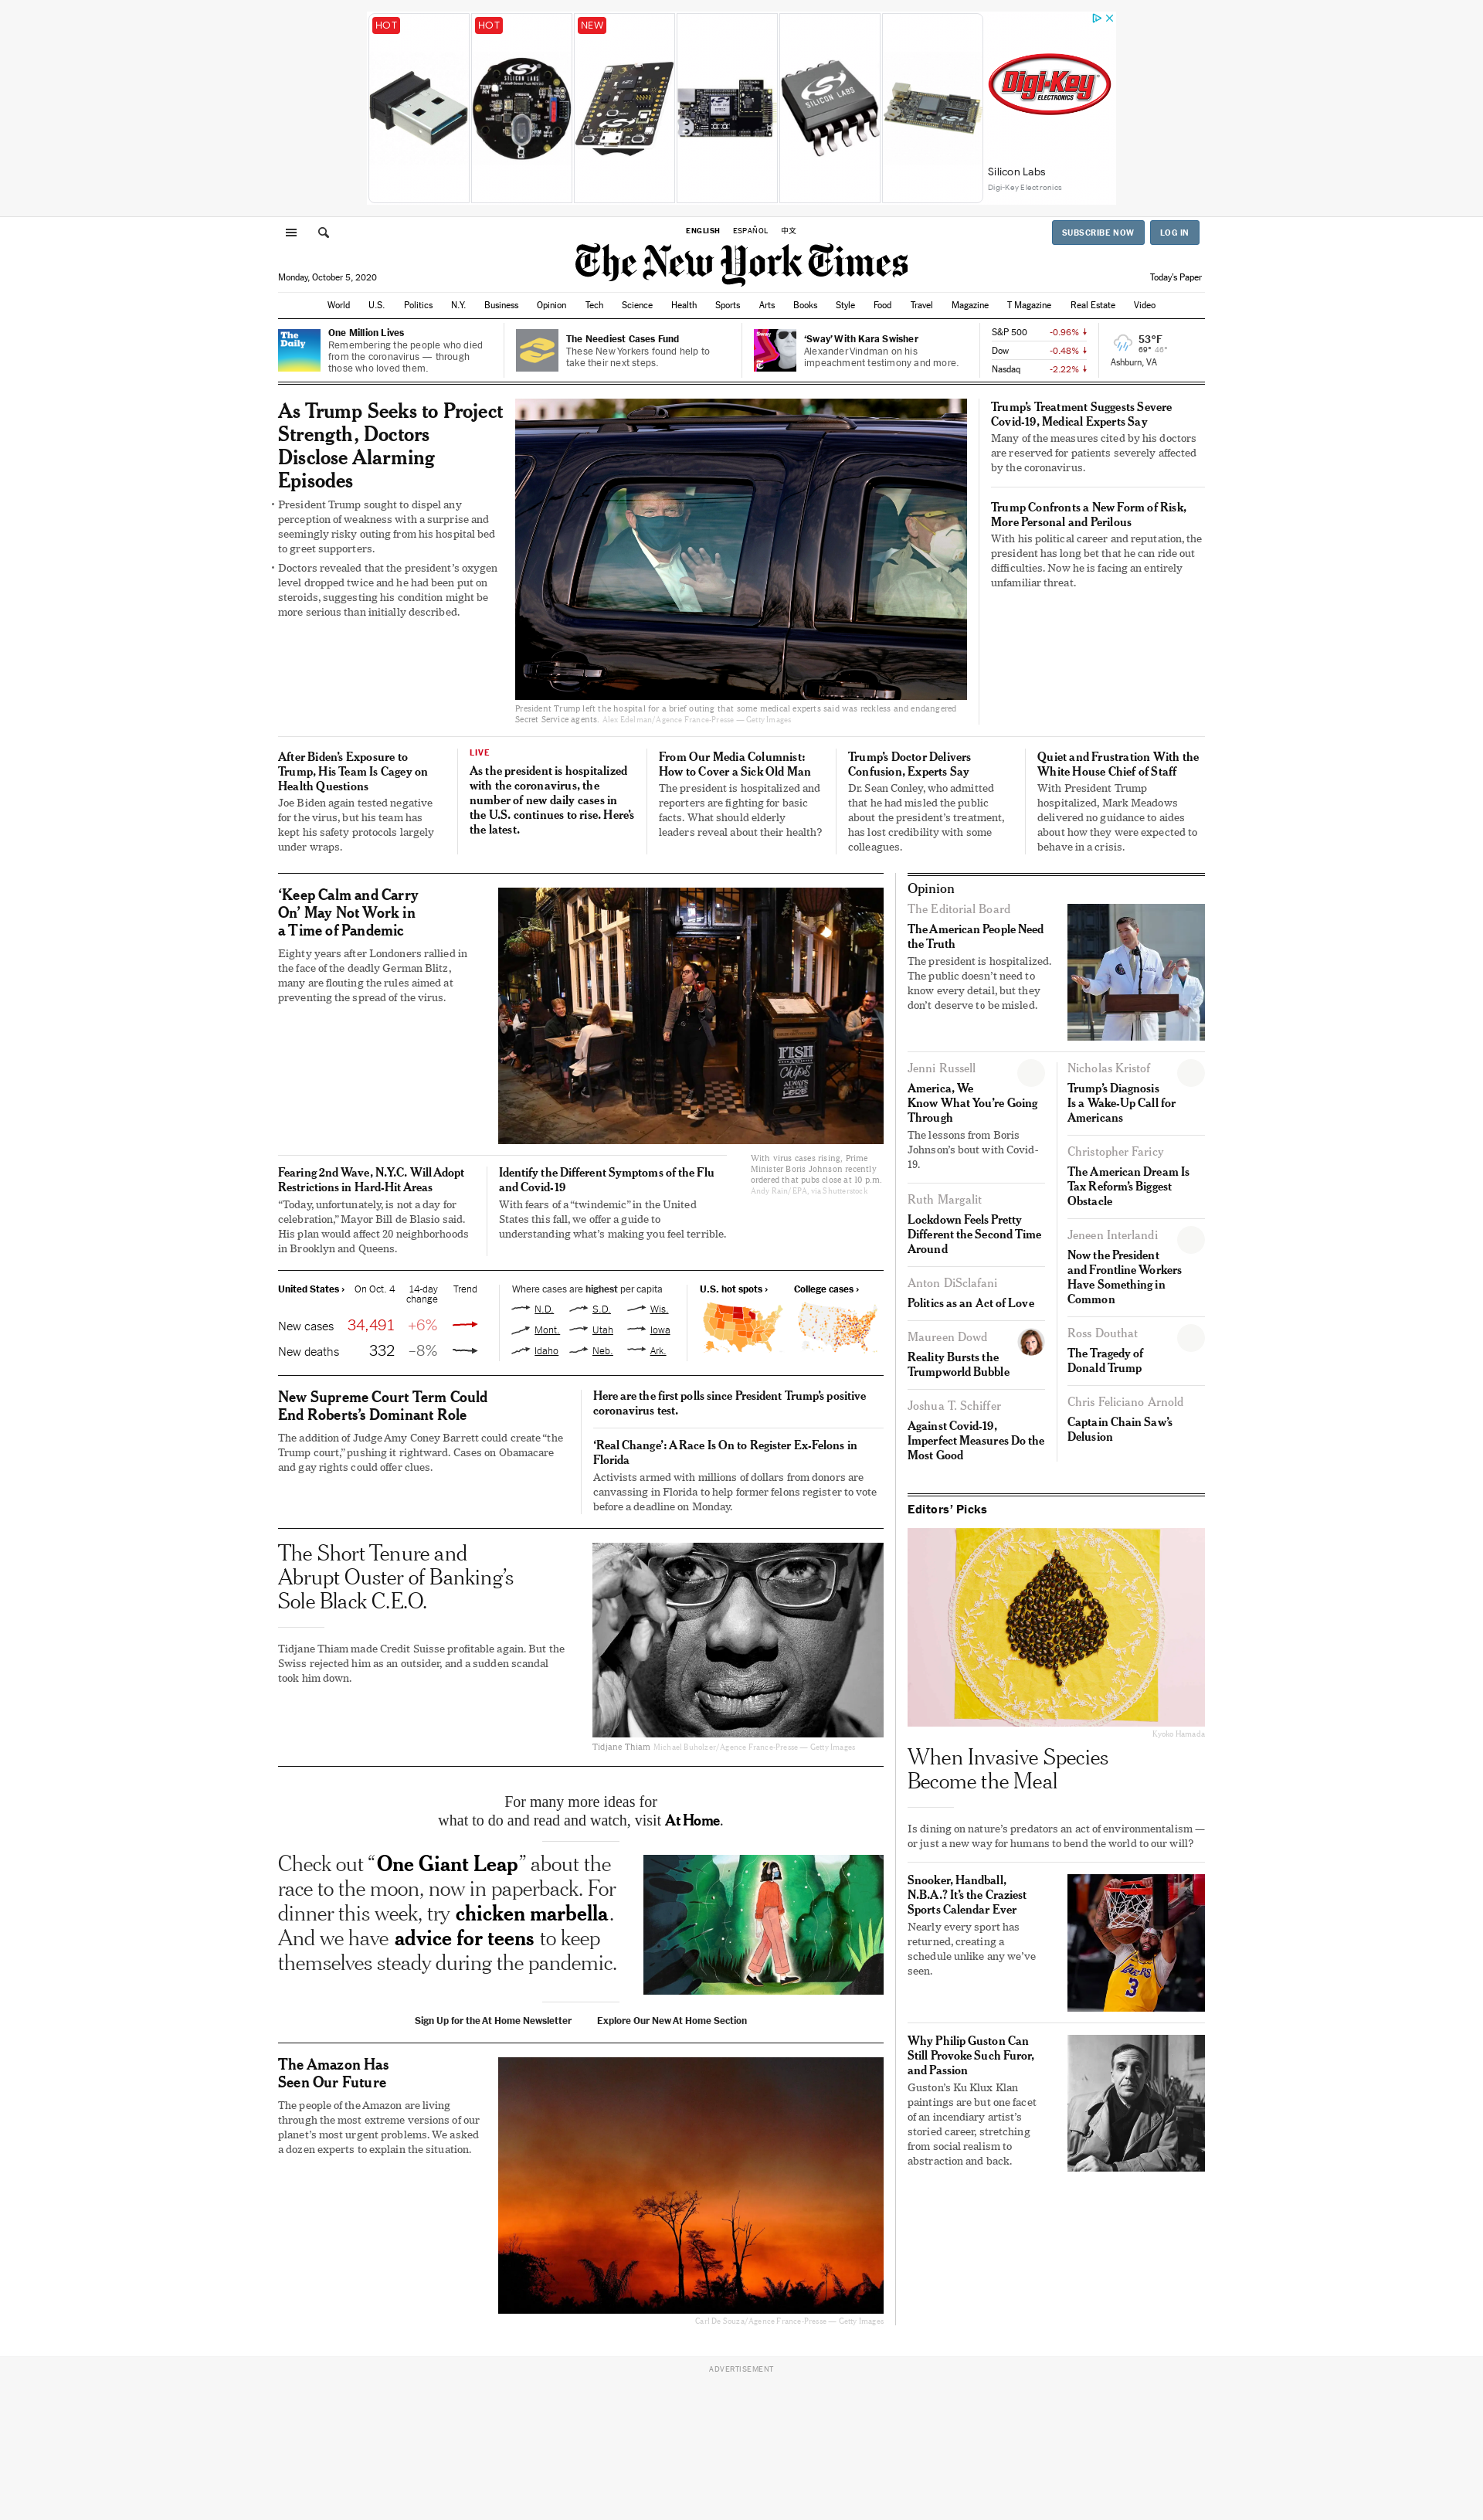 HOT
HOT
NEW
SILICON LABS
Digi-Key
ELECTRONICS
Silicon Labs
Digi-Key Electronics
ENGLISH ESPAÑOL 中文
SUBSCRIBE NOW LOG IN
The New York Times
Monday, October 5, 2020
Today's Paper
World U.S. Politics N.Y. Business Opinion Tech Science Health Sports Arts Books Style Food Travel Magazine T Magazine Real Estate Video
The
Daily
One Million Lives
Remembering the people who died
from the coronavirus — through
those who loved them.
The Neediest Cases Fund
These New Yorkers found help to
take their next steps.
Sway
‘Sway’ With Kara Swisher
Alexander Vindman on his
impeachment testimony and more.
S&P 500 -0.96%
Dow -0.48%
Nasdaq -2.22%
53°F
69° 46°
Ashburn, VA
As Trump Seeks to Project
Strength, Doctors
Disclose Alarming
Episodes
• President Trump sought to dispel any
perception of weakness with a surprise and
seemingly risky outing from his hospital bed
to greet supporters.
• Doctors revealed that the president’s oxygen
level dropped twice and he had been put on
steroids, suggesting his condition might be
more serious than initially described.
President Trump left the hospital for a brief outing that some medical experts said was reckless and endangered
Secret Service agents. Alex Edelman/Agence France-Presse — Getty Images
Trump’s Treatment Suggests Severe
Covid-19, Medical Experts Say
Many of the measures cited by his doctors
are reserved for patients severely affected
by the coronavirus.
Trump Confronts a New Form of Risk,
More Personal and Perilous
With his political career and reputation, the
president has long bet that he can ride out
difficulties. Now he is facing an entirely
unfamiliar threat.
After Biden’s Exposure to
Trump, His Team Is Cagey on
Health Questions
Joe Biden again tested negative
for the virus, but his team has
kept his safety protocols largely
under wraps.
LIVE
As the president is hospitalized
with the coronavirus, the
number of new daily cases in
the U.S. continues to rise. Here’s
the latest.
From Our Media Columnist:
How to Cover a Sick Old Man
The president is hospitalized and
reporters are fighting for basic
facts. What should elderly
leaders reveal about their health?
Trump’s Doctor Delivers
Confusion, Experts Say
Dr. Sean Conley, who admitted
that he had misled the public
about the president’s treatment,
has lost credibility with some
colleagues.
Quiet and Frustration With the
White House Chief of Staff
With President Trump
hospitalized, Mark Meadows
delivered no guidance to aides
about how they were expected to
behave in a crisis.
‘Keep Calm and Carry
On’ May Not Work in
a Time of Pandemic
Eighty years after Londoners rallied in
the face of the deadly German Blitz,
many are flouting the rules aimed at
preventing the spread of the virus.
FISH
AND
Chips
ALWAYS
HERE
With virus cases rising, Prime
Minister Boris Johnson recently
ordered that pubs close at 10 p.m.
Andy Rain/EPA, via Shutterstock
Fearing 2nd Wave, N.Y.C. Will Adopt
Restrictions in Hard-Hit Areas
“Today, unfortunately, is not a day for
celebration,” Mayor Bill de Blasio said.
His plan would affect 20 neighborhoods
in Brooklyn and Queens.
Identify the Different Symptoms of the Flu
and Covid-19
With fears of a “twindemic” in the United
States this fall, we offer a guide to
understanding what’s making you feel terrible.
United States › On Oct. 4 14-day
change Trend
New cases 34,491 +6%
New deaths 332 –8%
Where cases are highest per capita
N.D. S.D. Wis.
Mont. Utah Iowa
Idaho Neb. Ark.
U.S. hot spots ›
College cases ›
New Supreme Court Term Could
End Roberts’s Dominant Role
The addition of Judge Amy Coney Barrett could create “the
Trump court,” pushing it rightward. Cases on Obamacare
and gay rights could offer clues.
Here are the first polls since President Trump’s positive
coronavirus test.
‘Real Change’: A Race Is On to Register Ex-Felons in
Florida
Activists armed with millions of dollars from donors are
canvassing in Florida to help former felons register to vote
before a deadline on Monday.
The Short Tenure and
Abrupt Ouster of Banking’s
Sole Black C.E.O.
Tidjane Thiam made Credit Suisse profitable again. But the
Swiss rejected him as an outsider, and a sudden scandal
took him down.
Tidjane Thiam Michael Buholzer/Agence France-Presse — Getty Images
For many more ideas for
what to do and read and watch, visit At Home.
Check out “One Giant Leap” about the
race to the moon, now in paperback. For
dinner this week, try chicken marbella.
And we have advice for teens to keep
themselves steady during the pandemic.
Sign Up for the At Home Newsletter Explore Our New At Home Section
The Amazon Has
Seen Our Future
The people of the Amazon are living
through the most extreme versions of our
planet’s most urgent problems. We asked
a dozen experts to explain the situation.
Carl De Souza/Agence France-Presse — Getty Images
Opinion
The Editorial Board
The American People Need
the Truth
The president is hospitalized.
The public doesn’t need to
know every detail, but they
don’t deserve to be misled.
Jenni Russell
America, We
Know What You’re Going
Through
The lessons from Boris
Johnson’s bout with Covid-
19.
Ruth Margalit
Lockdown Feels Pretty
Different the Second Time
Around
Anton DiSclafani
Politics as an Act of Love
Maureen Dowd
Reality Bursts the
Trumpworld Bubble
Joshua T. Schiffer
Against Covid-19,
Imperfect Measures Do the
Most Good
Nicholas Kristof
Trump’s Diagnosis
Is a Wake-Up Call for
Americans
Christopher Faricy
The American Dream Is
Tax Reform’s Biggest
Obstacle
Jeneen Interlandi
Now the President
and Frontline Workers
Have Something in
Common
Ross Douthat
The Tragedy of
Donald Trump
Chris Feliciano Arnold
Captain Chain Saw’s
Delusion
Editors’ Picks
Kyoko Hamada
When Invasive Species
Become the Meal
Is dining on nature’s predators an act of environmentalism —
or just a new way for humans to bend the world to our will?
Snooker, Handball,
N.B.A.? It’s the Craziest
Sports Calendar Ever
Nearly every sport has
returned, creating a
schedule unlike any we’ve
seen.
LAKERS
3
Why Philip Guston Can
Still Provoke Such Furor,
and Passion
Guston’s Ku Klux Klan
paintings are but one facet
of an incendiary artist’s
storied career, stretching
from social realism to
abstraction and back.
ADVERTISEMENT